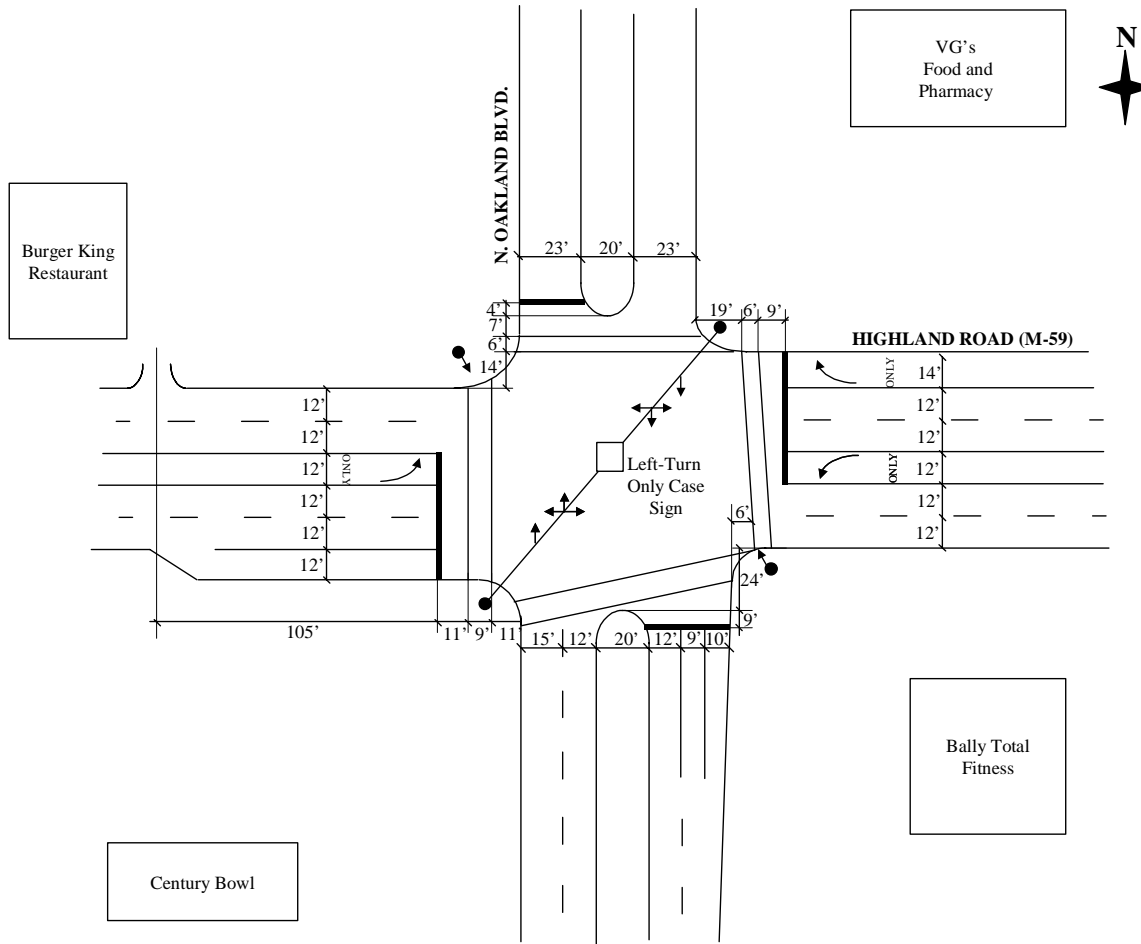 VG's
Food and
Pharmacy
N
N. OAKLAND BLVD.
Burger King
Restaurant
23' 20' 23'
4'
7'
6'
14'
19' 6' 9'
HIGHLAND ROAD (M-59)
ONLY
14'
12'
12'
12'
12'
12'
ONLY
12'
12'
12'
ONLY
12'
12'
12'
Left-Turn
Only Case
Sign
6'
24'
9'
105'
11' 9' 11'
15' 12' 20' 12' 9' 10'
Bally Total
Fitness
Century Bowl